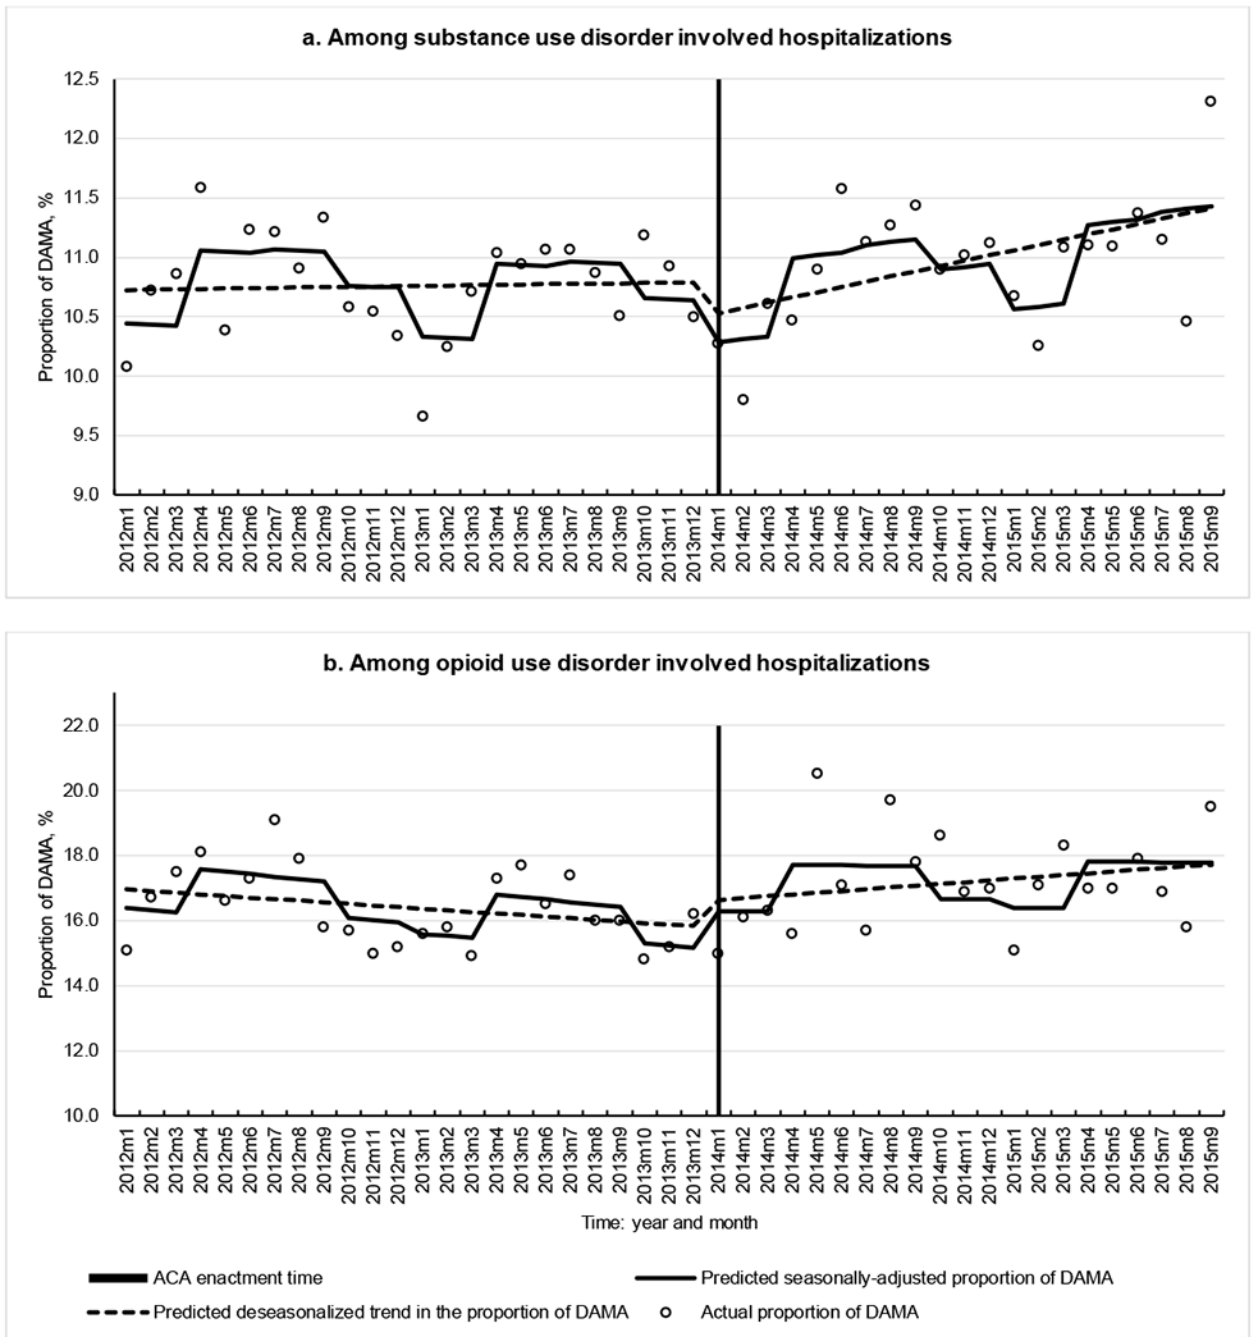 a. Among substance use disorder involved hospitalizations
Proportion of DAMA, %
12.5
12.0
11.5
11.0
10.5
10.0
9.5
9.0
2012m1
2012m2
2012m3
2012m4
2012m5
2012m6
2012m7
2012m8
2012m9
2012m10
2012m11
2012m12
2013m1
2013m2
2013m3
2013m4
2013m5
2013m6
2013m7
2013m8
2013m9
2013m10
2013m11
2013m12
2014m1
2014m2
2014m3
2014m4
2014m5
2014m6
2014m7
2014m8
2014m9
2014m10
2014m11
2014m12
2015m1
2015m2
2015m3
2015m4
2015m5
2015m6
2015m7
2015m8
2015m9
b. Among opioid use disorder involved hospitalizations
Proportion of DAMA, %
22.0
20.0
18.0
16.0
14.0
12.0
10.0
2012m1
2012m2
2012m3
2012m4
2012m5
2012m6
2012m7
2012m8
2012m9
2012m10
2012m11
2012m12
2013m1
2013m2
2013m3
2013m4
2013m5
2013m6
2013m7
2013m8
2013m9
2013m10
2013m11
2013m12
2014m1
2014m2
2014m3
2014m4
2014m5
2014m6
2014m7
2014m8
2014m9
2014m10
2014m11
2014m12
2015m1
2015m2
2015m3
2015m4
2015m5
2015m6
2015m7
2015m8
2015m9
Time: year and month
ACA enactment time
Predicted seasonally-adjusted proportion of DAMA
Predicted deseasonalized trend in the proportion of DAMA
Actual proportion of DAMA